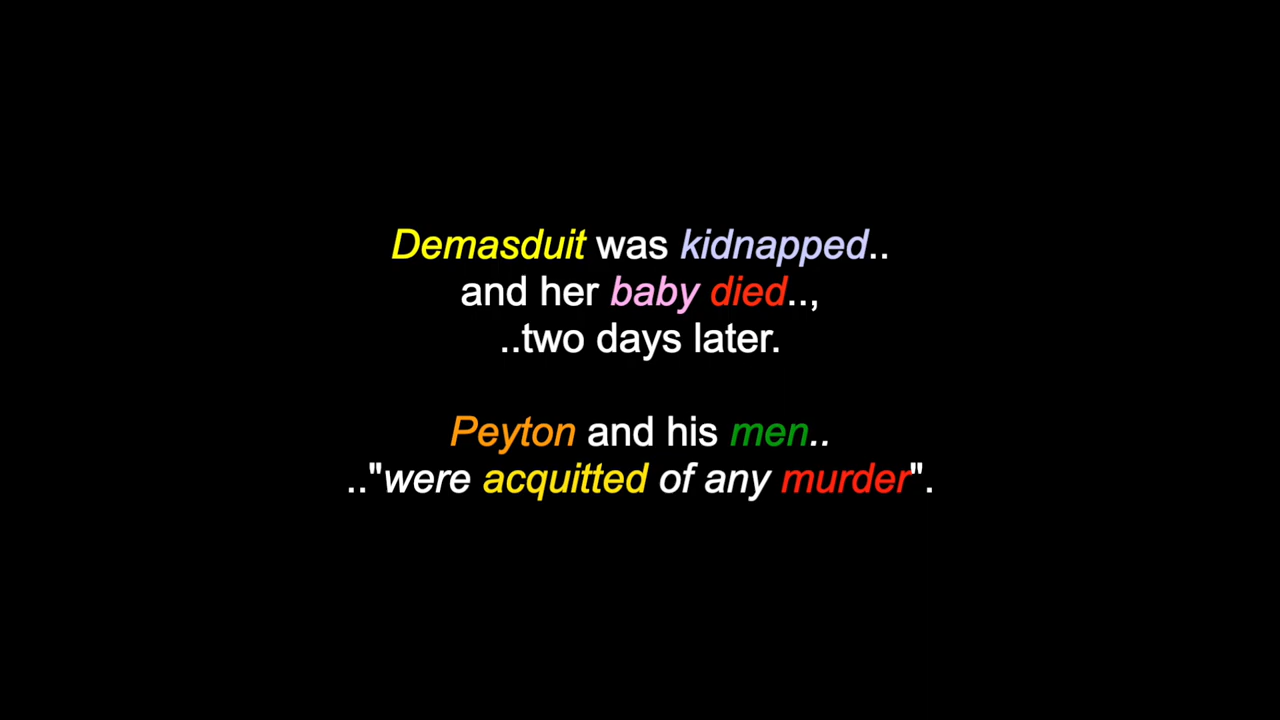 Demasduit was kidnapped..
and her baby died..,
..two days later.
Peyton and his men..
.."were acquitted of any murder".